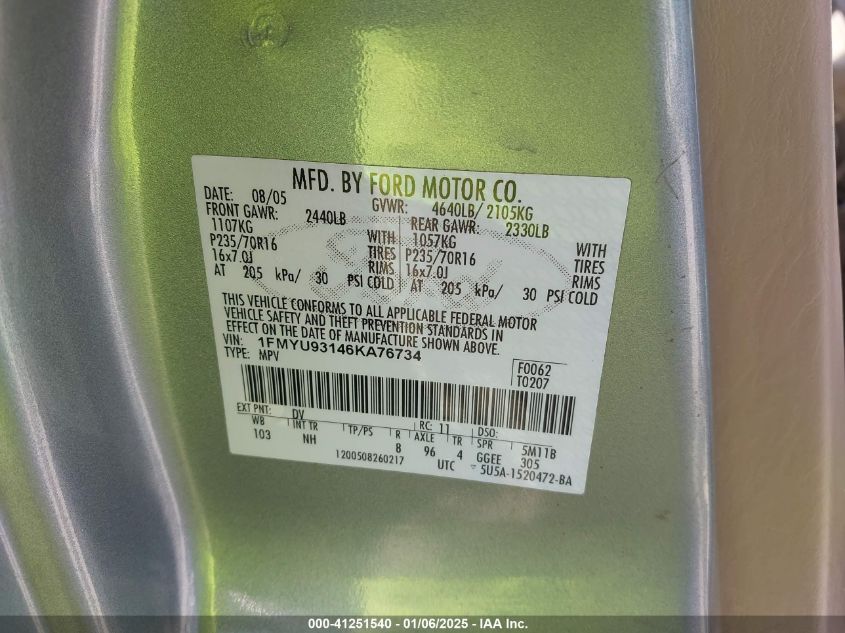 MFD. BY FORD MOTOR CO.
DATE: 08/05 GVWR: 4640LB/ 2105KG
FRONT GAWR: 2440LB REAR GAWR: 2330LB
1107KG WITH 1057KG WITH
P235/70R16 TIRES P235/70R16 TIRES
16x7.0J RIMS 16x7.0J RIMS
AT 205 kPa/ 30 PSI COLD AT 205 kPa/ 30 PSI COLD
THIS VEHICLE CONFORMS TO ALL APPLICABLE FEDERAL MOTOR
VEHICLE SAFETY AND THEFT PREVENTION STANDARDS IN
EFFECT ON THE DATE OF MANUFACTURE SHOWN ABOVE.
VIN: 1FMYU93146KA76734
TYPE: MPV
F0062
T0207
EXT PNT: DV RC: 11 DSO:
WB INT TR TP/PS R AXLE TR SPR 5M11B
103 NH 8 96 4 GGEE 305
1200508260217 UTC 5U5A-1520472-BA
000-41251540 - 01/06/2025 - IAA Inc.